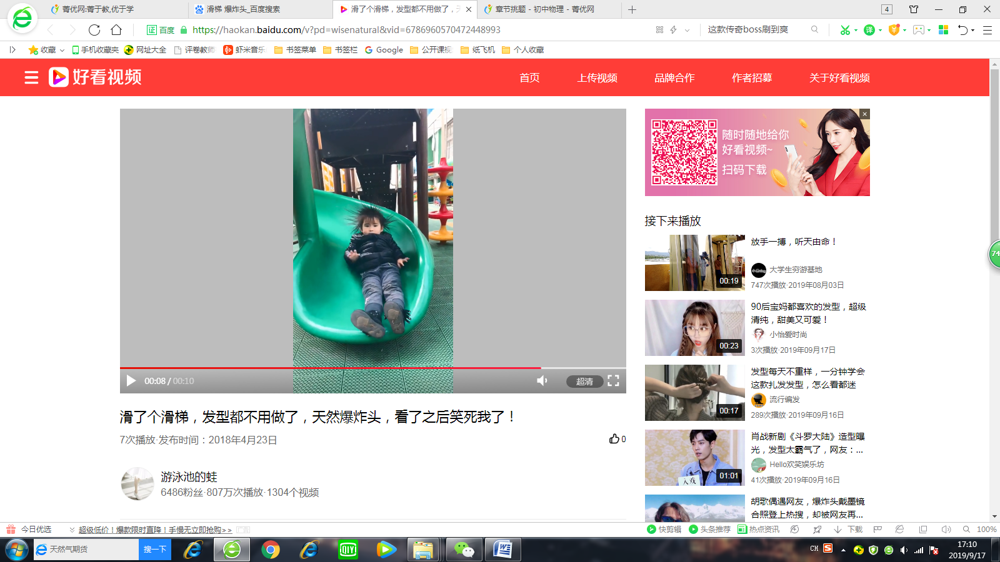 菁优网:菁于教,优于学
滑梯 爆炸头_百度搜索
滑了个滑梯，发型都不用做了，天
章节挑题 - 初中物理 - 菁优网
4
证 百度
https://haokan.baidu.com/v?pd=wisenatural&vid=6786960570472448993
这款传奇boss刷到爽
译
收藏
手机收藏夹
网址大全
评卷教师
虾米音乐
书签菜单
书签栏
Google
公开课视
纸飞机
个人收藏
好看视频
首页
上传视频
品牌合作
作者招募
关于好看视频
随时随地给你
好看视频~
扫码下载
00:08 / 00:10
超清
滑了个滑梯，发型都不用做了，天然爆炸头，看了之后笑死我了！
7次播放·发布时间：2018年4月23日
0
游泳池的蛙
6486粉丝·807万次播放·1304个视频
接下来播放
00:19
放手一搏，听天由命！
大学生穷游基地
747次播放·2019年08月03日
00:23
90后宝妈都喜欢的发型，超级
清纯，甜美又可爱！
小怡爱时尚
3次播放·2019年09月17日
00:17
发型每天不重样，一分钟学会
这款扎发发型，怎么看都迷
流行编发
289次播放·2019年09月16日
入戏
01:01
肖战新剧《斗罗大陆》造型曝
光，发型太霸气了，网友：...
Hello欢笑娱乐坊
41次播放·2019年09月16日
胡歌偶遇网友，爆炸头戴墨镜
合照登上热搜，却被网友再...
74
今日优选
超级低价！爆款限时直降！手慢无立即抢购>>
广告
快剪辑
头条推荐
热点资讯
下载
100%
天然气期货
搜一下
QIYI
CH
S
17:10
2019/9/17